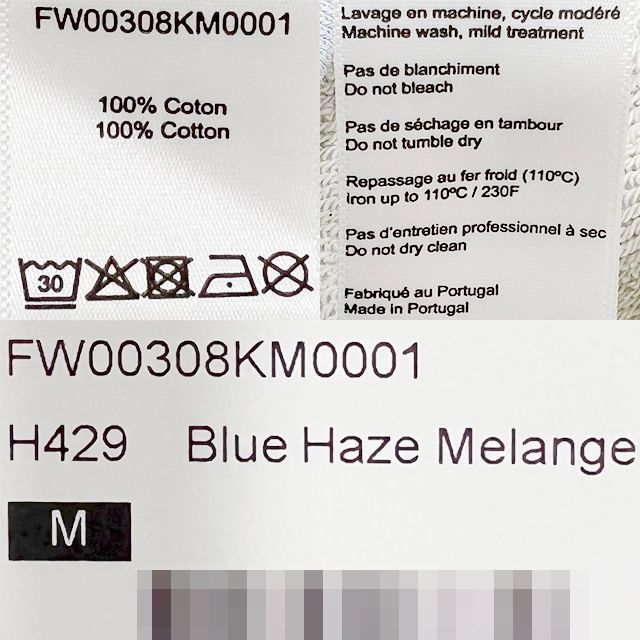 FW00308KM0001
100% Coton
100% Cotton
30
Lavage en machine, cycle modéré
Machine wash, mild treatment
Pas de blanchiment
Do not bleach
Pas de séchage en tambour
Do not tumble dry
Repassage au fer froid (110ºC)
Iron up to 110ºC / 230F
Pas d'entretien professionnel à sec
Do not dry clean
Fabriqué au Portugal
Made in Portugal
FW00308KM0001
H429 Blue Haze Melange
M